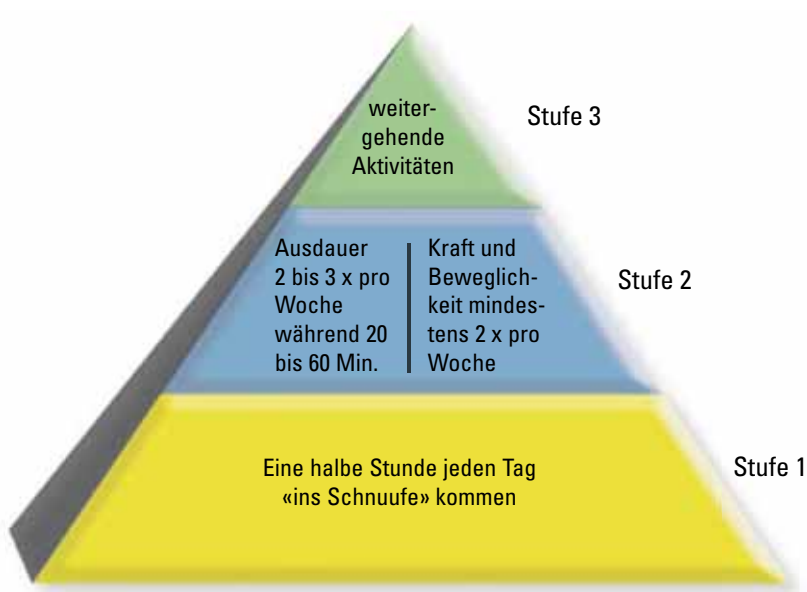 weiter-
gehende
Aktivitäten
Stufe 3
Ausdauer
2 bis 3 x pro
Woche
während 20
bis 60 Min.
Kraft und
Beweglich-
keit mindes-
tens 2 x pro
Woche
Stufe 2
Eine halbe Stunde jeden Tag
«ins Schnuufe» kommen
Stufe 1